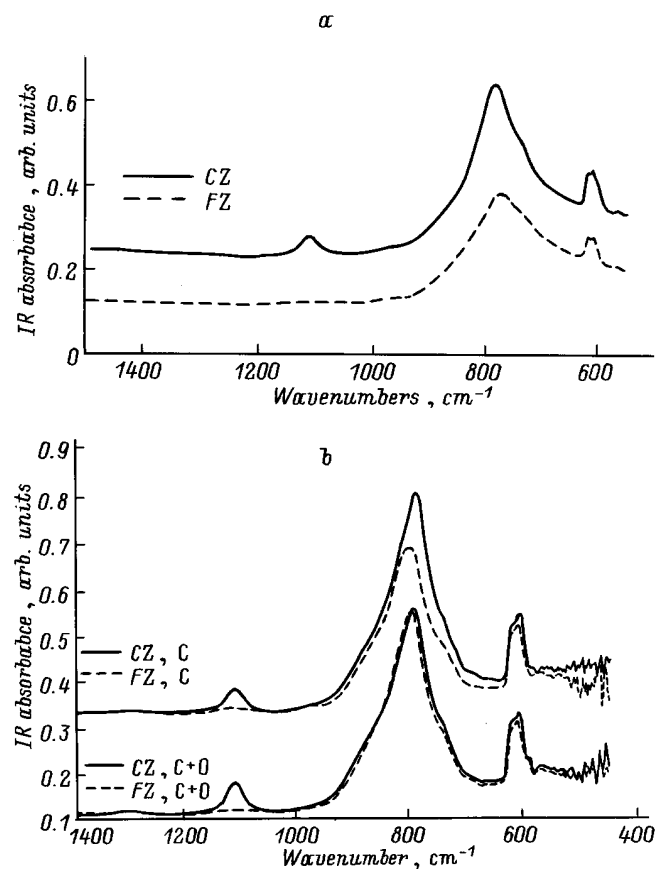 a
IR absorbabce, arb. units
0.6
0.4
0.2
0
CZ
FZ
1400 1200 1000 800 600
Wavenumbers, cm⁻¹
b
IR absorbabce, arb. units
0.9
0.8
0.7
0.6
0.5
0.4
0.3
0.2
0.1
CZ, C
FZ, C
CZ, C+O
FZ, C+O
1400 1200 1000 800 600 400
Wavenumber, cm⁻¹